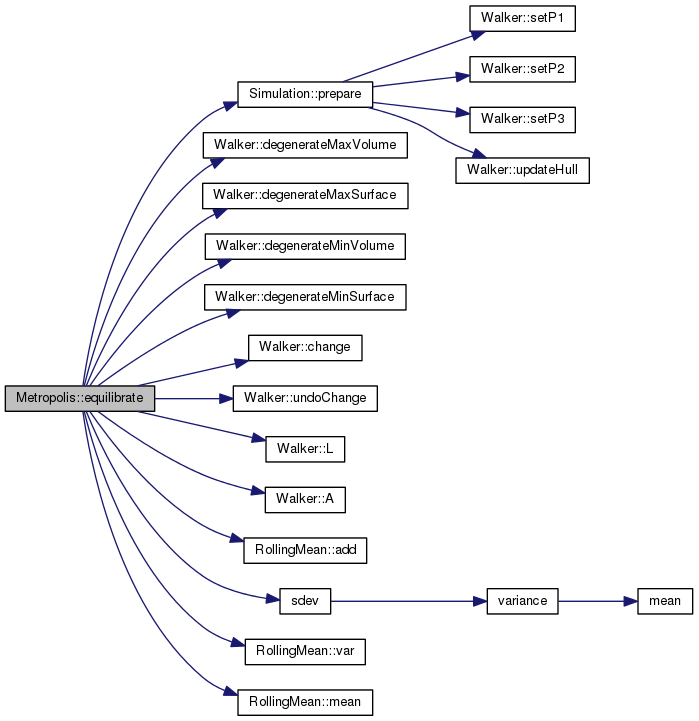 Walker::setP1
Walker::setP2
Simulation::prepare
Walker::setP3
Walker::degenerateMaxVolume
Walker::updateHull
Walker::degenerateMaxSurface
Walker::degenerateMinVolume
Walker::degenerateMinSurface
Walker::change
Metropolis::equilibrate
Walker::undoChange
Walker::L
Walker::A
RollingMean::add
sdev
variance
mean
RollingMean::var
RollingMean::mean